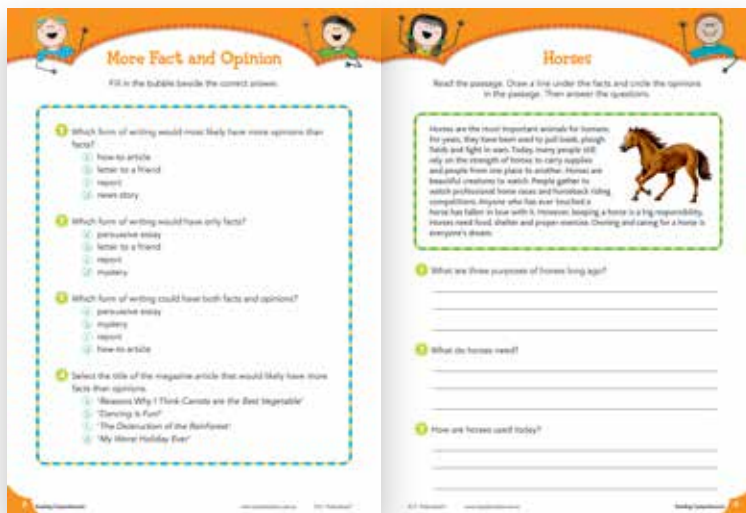 More Fact and Opinion
Fill in the bubble beside the correct answer.
1 Which form of writing would most likely have more opinions than
facts?
how-to article
letter to a friend
report
news story
2 Which form of writing would have only facts?
persuasive essay
letter to a friend
report
mystery
3 Which form of writing could have both facts and opinions?
persuasive essay
mystery
report
how-to article
4 Select the title of the magazine article that would likely have more
facts than opinions.
'Reasons Why I Think Carrots are the Best Vegetable'
'Dancing is Fun!'
'The Destruction of the Rainforest'
'My Worst Holiday Ever'
Reading Comprehension
Horses
Read the passage. Draw a line under the facts and circle the opinions
in the passage. Then answer the questions.
Horses are the most important animals for humans.
For years, they have been used to pull loads, plough
fields and fight in wars. Today, many people still
rely on the strength of horses to carry supplies
and people from one place to another. Horses are
beautiful creatures to watch. People gather to
watch professional horse races and horseback riding
competitions. Anyone who has ever touched a
horse has fallen in love with it. However, keeping a horse is a big responsibility.
Horses need food, shelter and proper exercise. Owning and caring for a horse is
everyone's dream.
1 What are three purposes of horses long ago?
2 What do horses need?
3 How are horses used today?
Reading Comprehension